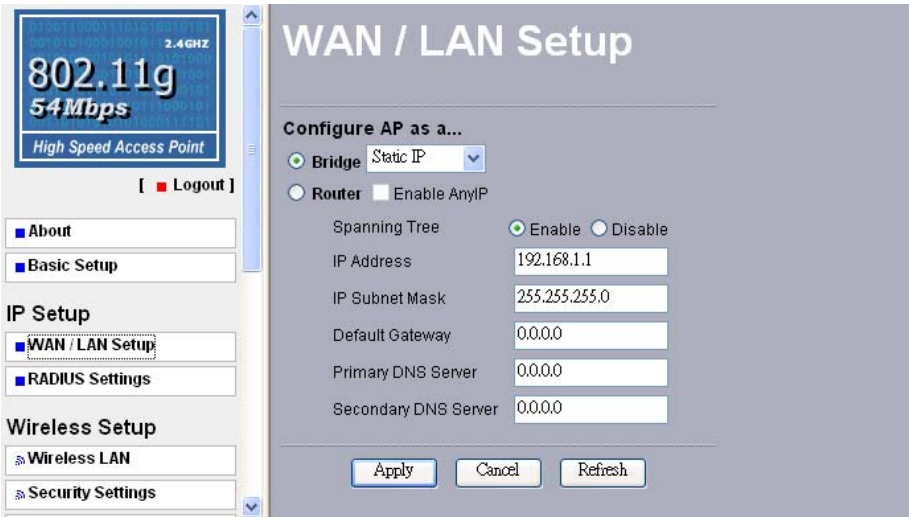 2.4GHZ
802.11g
54Mbps
High Speed Access Point
[ Logout ]
About
Basic Setup
IP Setup
WAN / LAN Setup
RADIUS Settings
Wireless Setup
Wireless LAN
Security Settings
WAN / LAN Setup
Configure AP as a...
Bridge Static IP
Router Enable AnyIP
Spanning Tree Enable Disable
IP Address 192.168.1.1
IP Subnet Mask 255.255.255.0
Default Gateway 0.0.0.0
Primary DNS Server 0.0.0.0
Secondary DNS Server 0.0.0.0
Apply Cancel Refresh